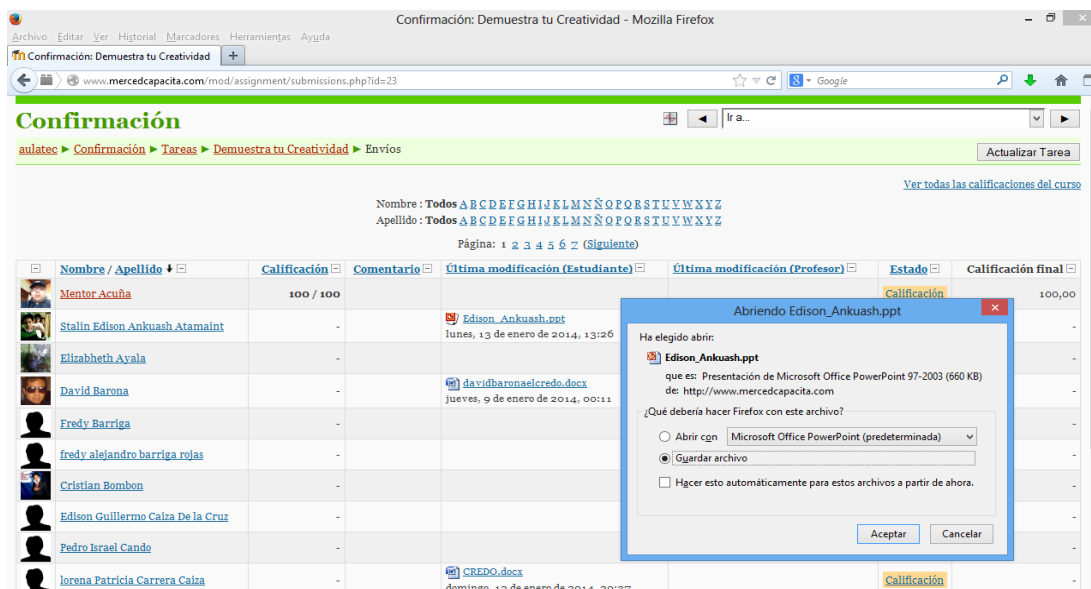 Confirmación: Demuestra tu Creatividad - Mozilla Firefox
Archivo Editar Ver Historial Marcadores Herramientas Ayuda
Confirmación: Demuestra tu Creatividad +
www.mercedcapacita.com/mod/assignment/submissions.php?id=23
Google
Confirmación
Ir a...
aulatec ► Confirmación ► Tareas ► Demuestra tu Creatividad ► Envíos
Actualizar Tarea
Ver todas las calificaciones del curso
Nombre : Todos A B C D E F G H I J K L M N Ñ O P Q R S T U V W X Y Z
Apellido : Todos A B C D E F G H I J K L M N Ñ O P Q R S T U V W X Y Z
Página: 1 2 3 4 5 6 7 (Siguiente)
Nombre / Apellido Calificación Comentario Última modificación (Estudiante) Última modificación (Profesor) Estado Calificación final
Mentor Acuña 100 / 100 Calificación 100,00
Stalin Edison Ankuash Atamaint - Edison_Ankuash.ppt
lunes, 13 de enero de 2014, 13:26
Elizabheth Ayala -
David Barona - davidbaronaelcredo.docx
jueves, 9 de enero de 2014, 00:11
Fredy Barriga -
fredy alejandro barriga rojas -
Cristian Bombon -
Edison Guillermo Caiza De la Cruz -
Pedro Israel Cando -
lorena Patricia Carrera Caiza - CREDO.docx Calificación -
domingo, 12 de enero de 2014, 20:27
Abriendo Edison_Ankuash.ppt
Ha elegido abrir:
Edison_Ankuash.ppt
que es: Presentación de Microsoft Office PowerPoint 97-2003 (660 KB)
de: http://www.mercedcapacita.com
¿Qué debería hacer Firefox con este archivo?
Abrir con Microsoft Office PowerPoint (predeterminada)
Guardar archivo
Hacer esto automáticamente para estos archivos a partir de ahora.
Aceptar Cancelar